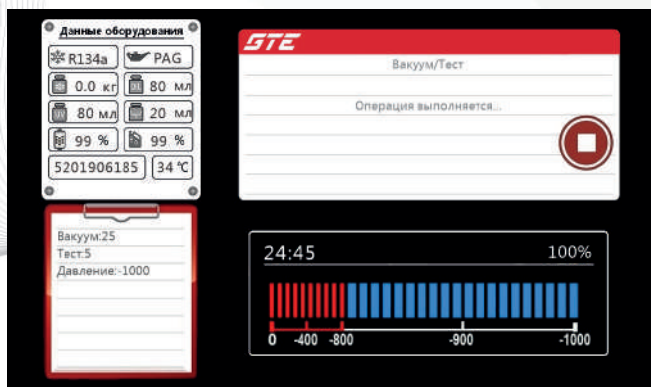 Данные оборудования
R134a PAG
0.0 кг 80 мл
80 мл 20 мл
99 % 99 %
5201906185 34 °C
GTE
Вакуум/Тест
Операция выполняется...
Вакуум:25
Тест:5
Давление:-1000
24:45 100%
0 -400 -800 -900 -1000